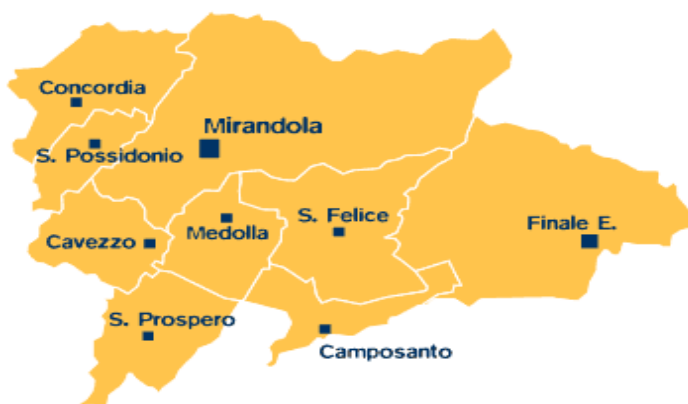 Concordia
Mirandola
S. Possidonio
S. Felice
Finale E.
Medolla
Cavezzo
S. Prospero
Camposanto